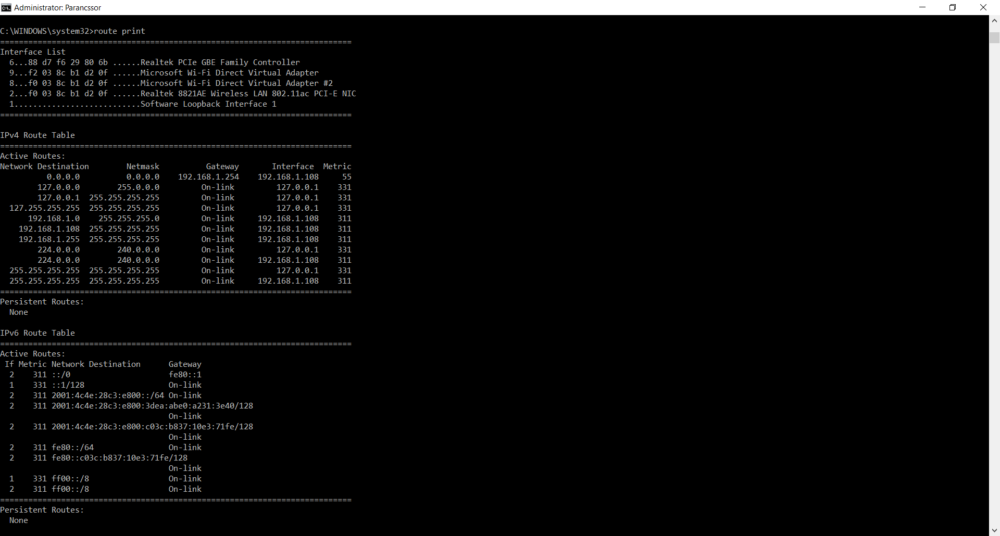 Administrator: Parancssor
C:\WINDOWS\system32>route print
===========================================================================
Interface List
  6...88 d7 f6 29 80 6b ......Realtek PCIe GBE Family Controller
  9...f2 03 8c b1 d2 0f ......Microsoft Wi-Fi Direct Virtual Adapter
  8...f0 03 8c b1 d2 0f ......Microsoft Wi-Fi Direct Virtual Adapter #2
  2...f0 03 8c b1 d2 0f ......Realtek 8821AE Wireless LAN 802.11ac PCI-E NIC
  1...........................Software Loopback Interface 1
===========================================================================
IPv4 Route Table
===========================================================================
Active Routes:
Network Destination        Netmask          Gateway       Interface  Metric
          0.0.0.0          0.0.0.0    192.168.1.254    192.168.1.108     55
        127.0.0.0        255.0.0.0         On-link         127.0.0.1    331
        127.0.0.1  255.255.255.255         On-link         127.0.0.1    331
  127.255.255.255  255.255.255.255         On-link         127.0.0.1    331
      192.168.1.0    255.255.255.0         On-link     192.168.1.108    311
    192.168.1.108  255.255.255.255         On-link     192.168.1.108    311
    192.168.1.255  255.255.255.255         On-link     192.168.1.108    311
        224.0.0.0        240.0.0.0         On-link         127.0.0.1    331
        224.0.0.0        240.0.0.0         On-link     192.168.1.108    311
  255.255.255.255  255.255.255.255         On-link         127.0.0.1    331
  255.255.255.255  255.255.255.255         On-link     192.168.1.108    311
===========================================================================
Persistent Routes:
  None
IPv6 Route Table
===========================================================================
Active Routes:
 If Metric Network Destination      Gateway
  2    311 ::/0                     fe80::1
  1    331 ::1/128                  On-link
  2    311 2001:4c4e:28c3:e800::/64 On-link
  2    311 2001:4c4e:28c3:e800:3dea:abe0:a231:3e40/128
                                    On-link
  2    311 2001:4c4e:28c3:e800:c03c:b837:10e3:71fe/128
                                    On-link
  2    311 fe80::/64                On-link
  2    311 fe80::c03c:b837:10e3:71fe/128
                                    On-link
  1    331 ff00::/8                 On-link
  2    311 ff00::/8                 On-link
===========================================================================
Persistent Routes:
  None